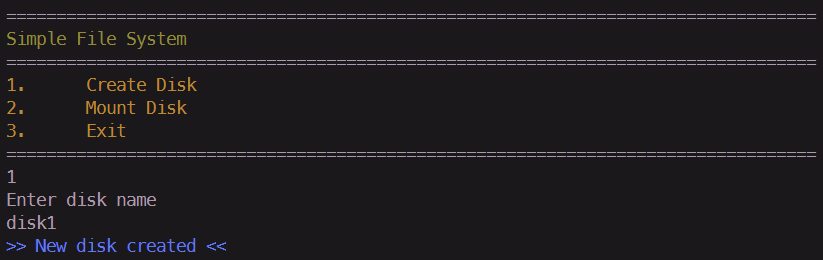 =================================================================================
Simple File System
=================================================================================
1.      Create Disk
2.      Mount Disk
3.      Exit
=================================================================================
1
Enter disk name
disk1
>> New disk created <<